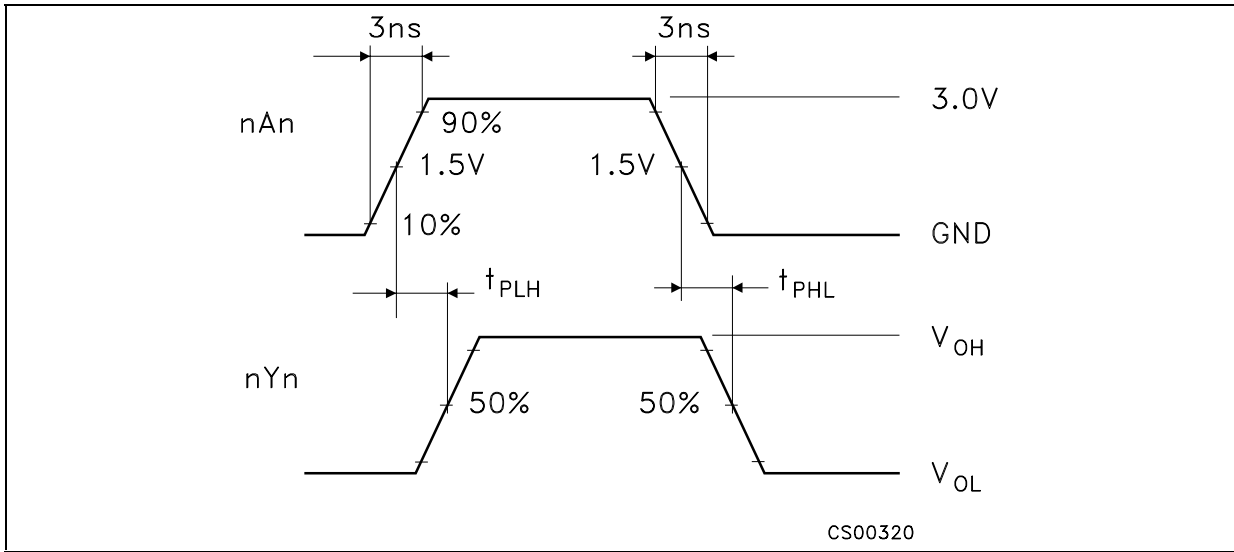 3ns 3ns
3.0V
nAn 90%
1.5V 1.5V
10% GND
tPLH tPHL
VOH
nYn 50% 50%
VOL
CS00320